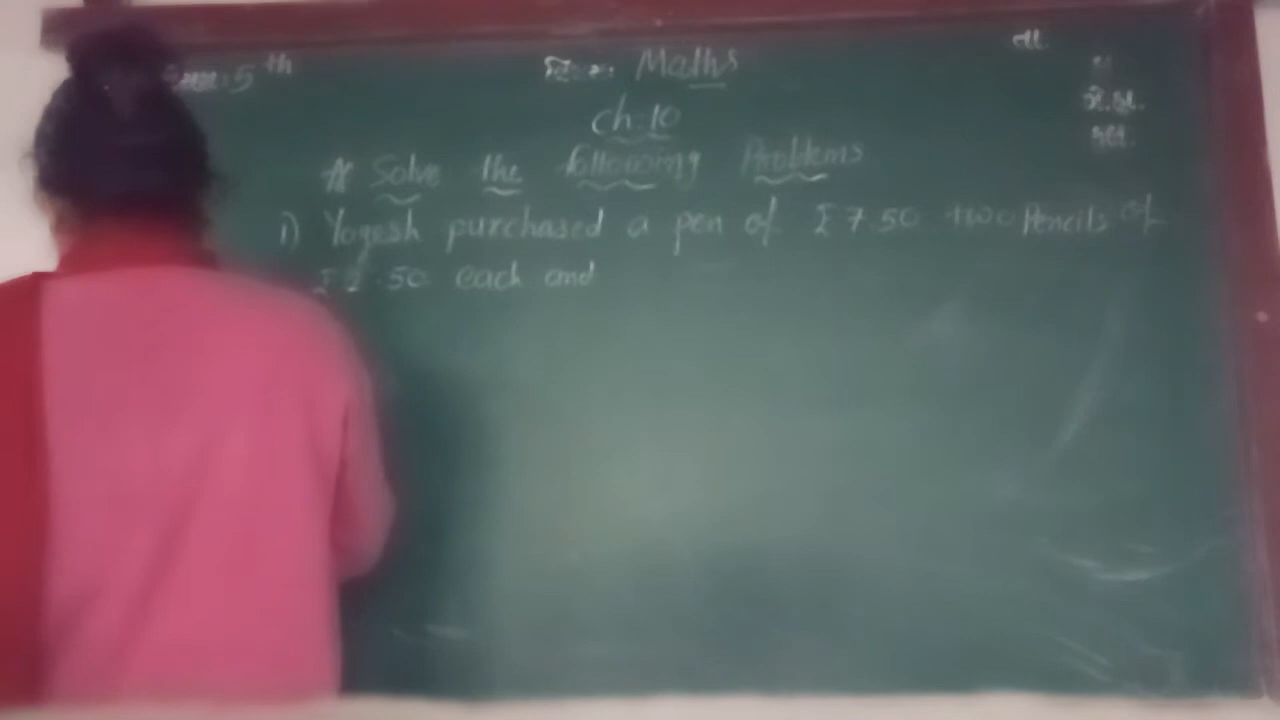 5th
Maths
Ch:10
Solve the following Problems
1) Yogesh purchased a pen of ₹ 7.50 two Pencils of
₹ 2.50 each and